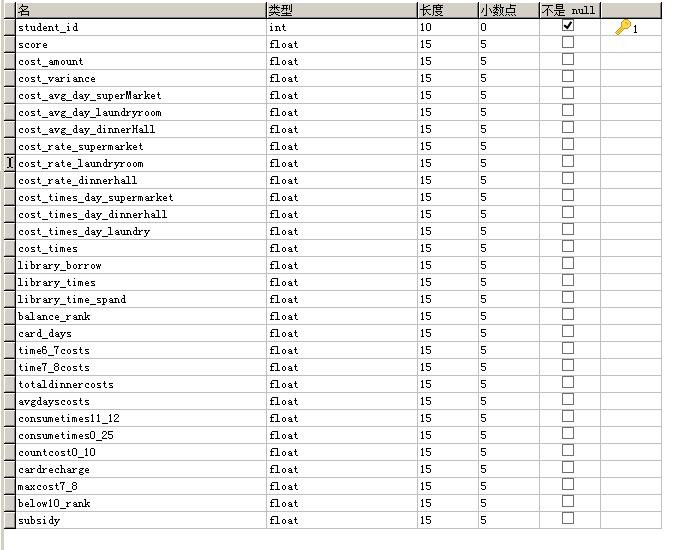 名 类型 长度 小数点 不是 null
student_id int 10 0 1
score float 15 5
cost_amount float 15 5
cost_variance float 15 5
cost_avg_day_superMarket float 15 5
cost_avg_day_laundryroom float 15 5
cost_avg_day_dinnerHall float 15 5
cost_rate_supermarket float 15 5
cost_rate_laundryroom float 15 5
cost_rate_dinnerhall float 15 5
cost_times_day_supermarket float 15 5
cost_times_day_dinnerhall float 15 5
cost_times_day_laundry float 15 5
cost_times float 15 5
library_borrow float 15 5
library_times float 15 5
library_time_spand float 15 5
balance_rank float 15 5
card_days float 15 5
time6_7costs float 15 5
time7_8costs float 15 5
totaldinnercosts float 15 5
avgdayscosts float 15 5
consumetimes11_12 float 15 5
consumetimes0_25 float 15 5
countcost0_10 float 15 5
cardrecharge float 15 5
maxcost7_8 float 15 5
below10_rank float 15 5
subsidy float 15 5